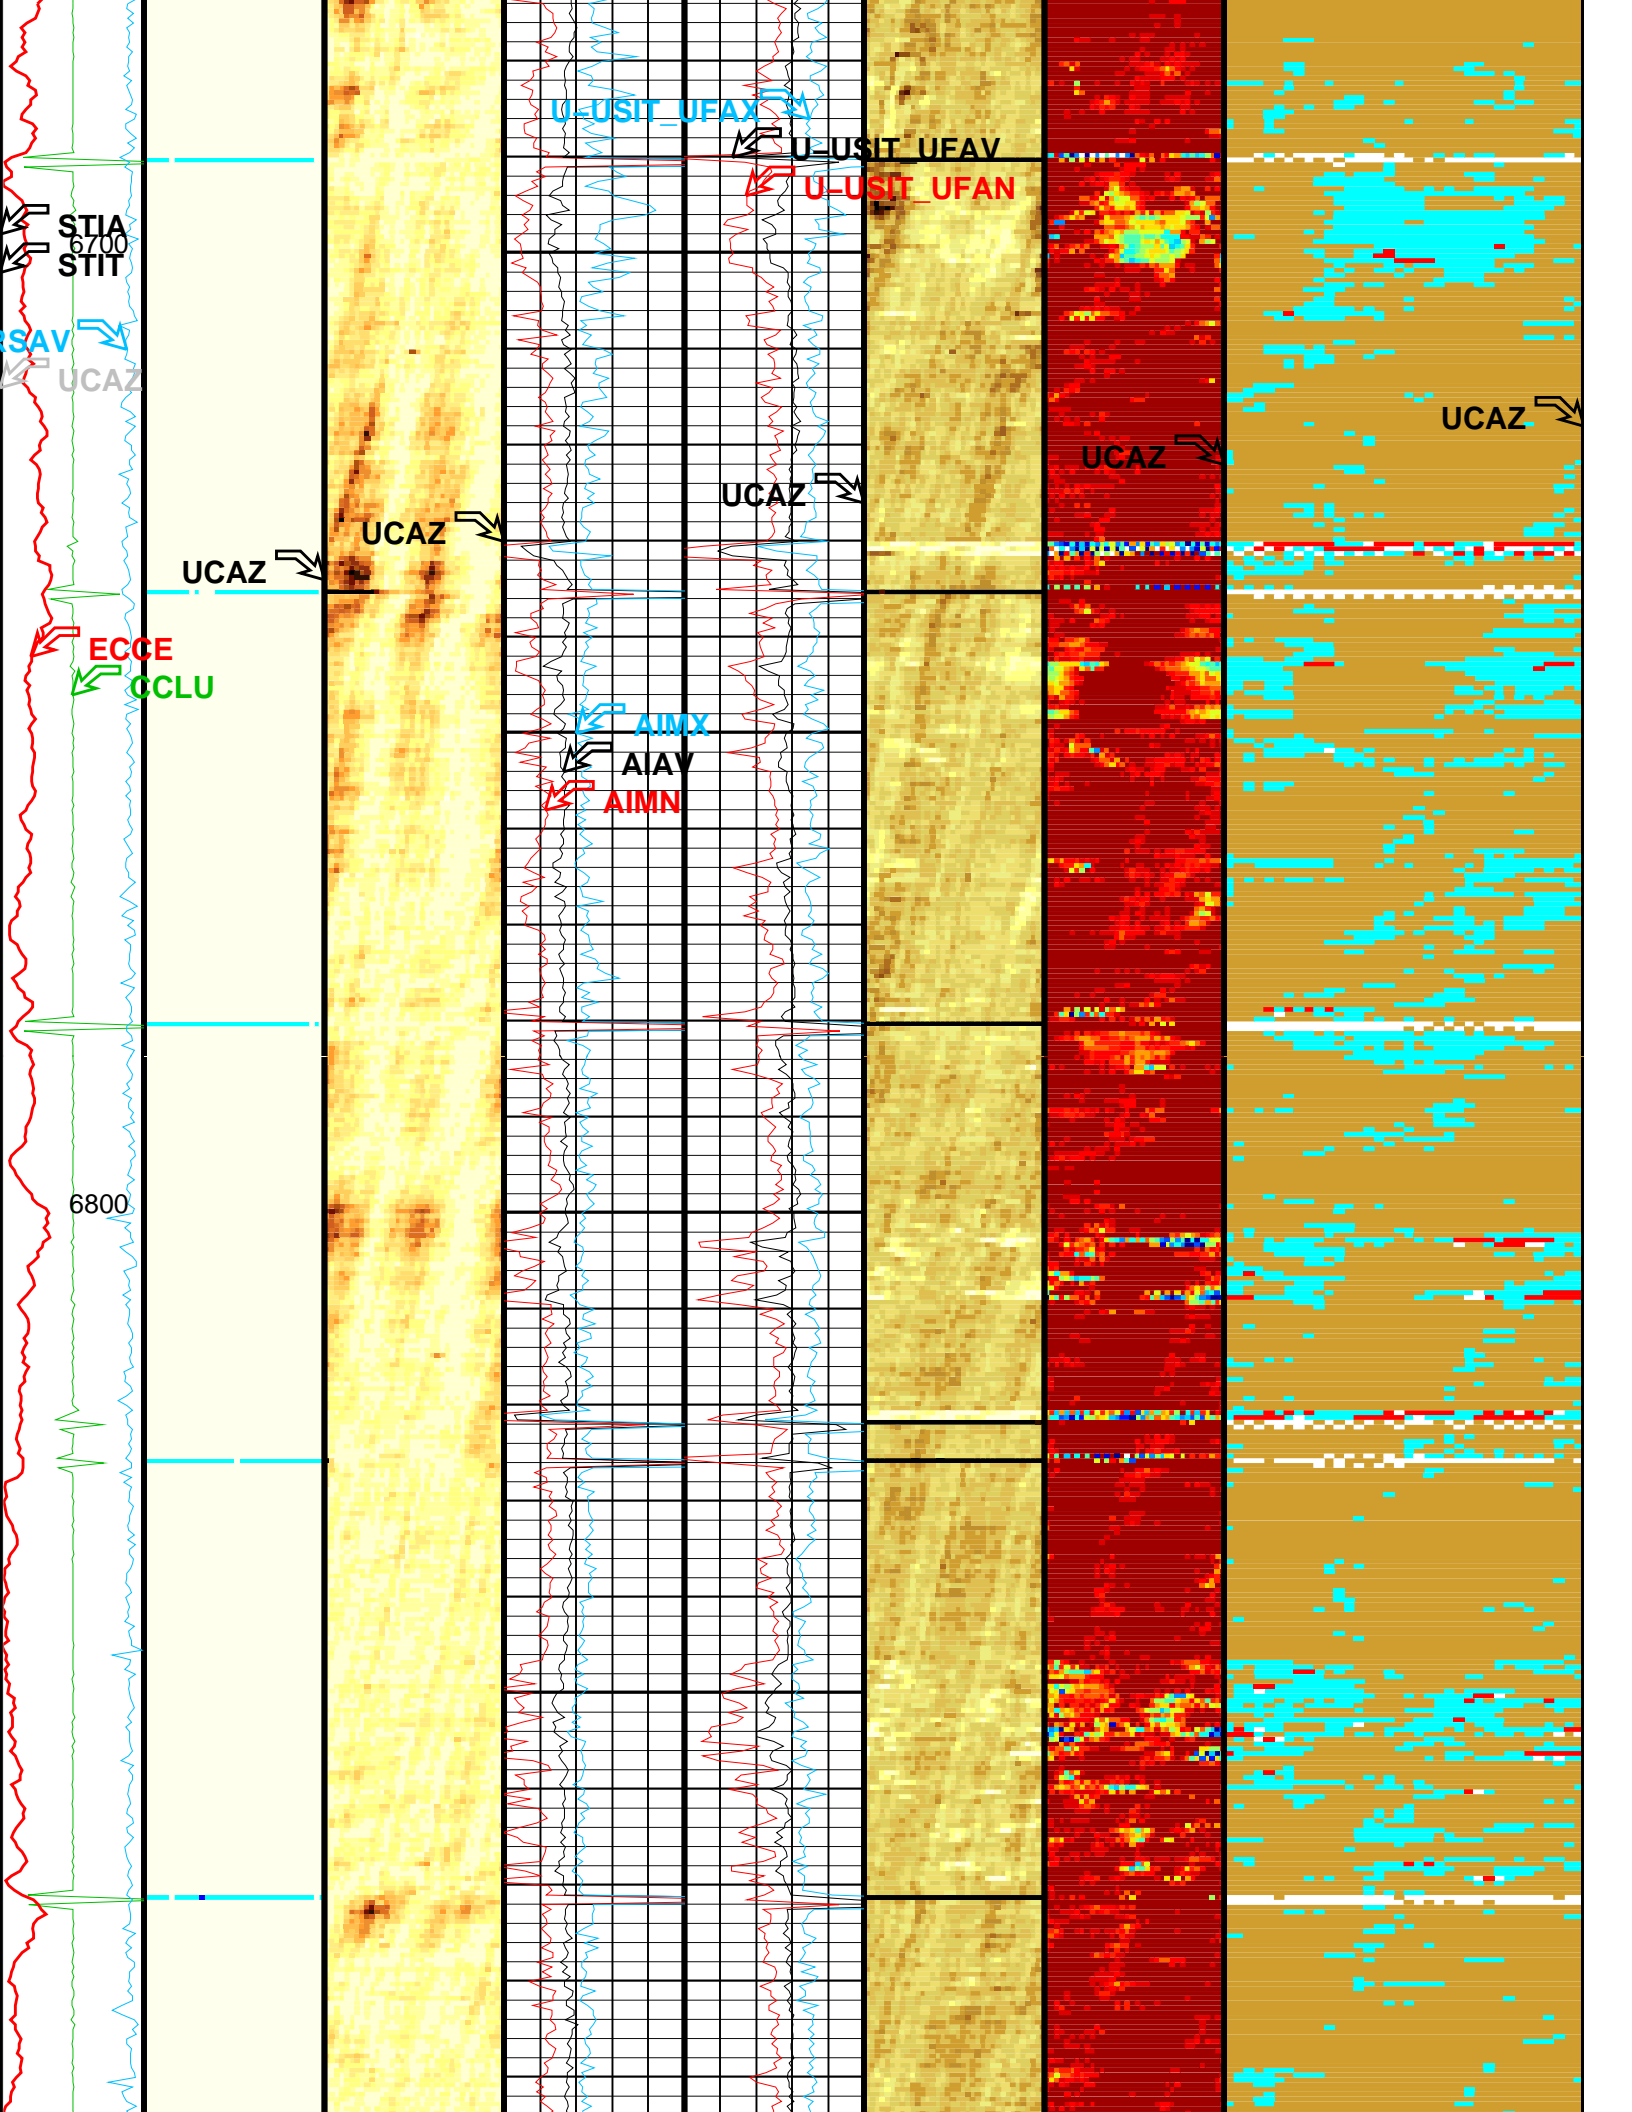 U-USIT_UFAX
U-USIT_UFAV
U-USIT_UFAN
STIA
6700
STIT
RSAV
UCAZ
UCAZ
UCAZ
UCAZ
UCAZ
UCAZ
ECCE
CCLU
AIMX
AIAV
AIMN
6800